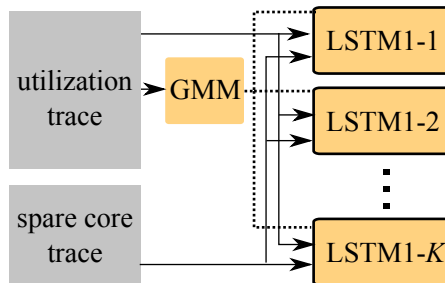 utilization
trace
GMM
LSTM1-1
LSTM1-2
spare core
trace
LSTM1-K